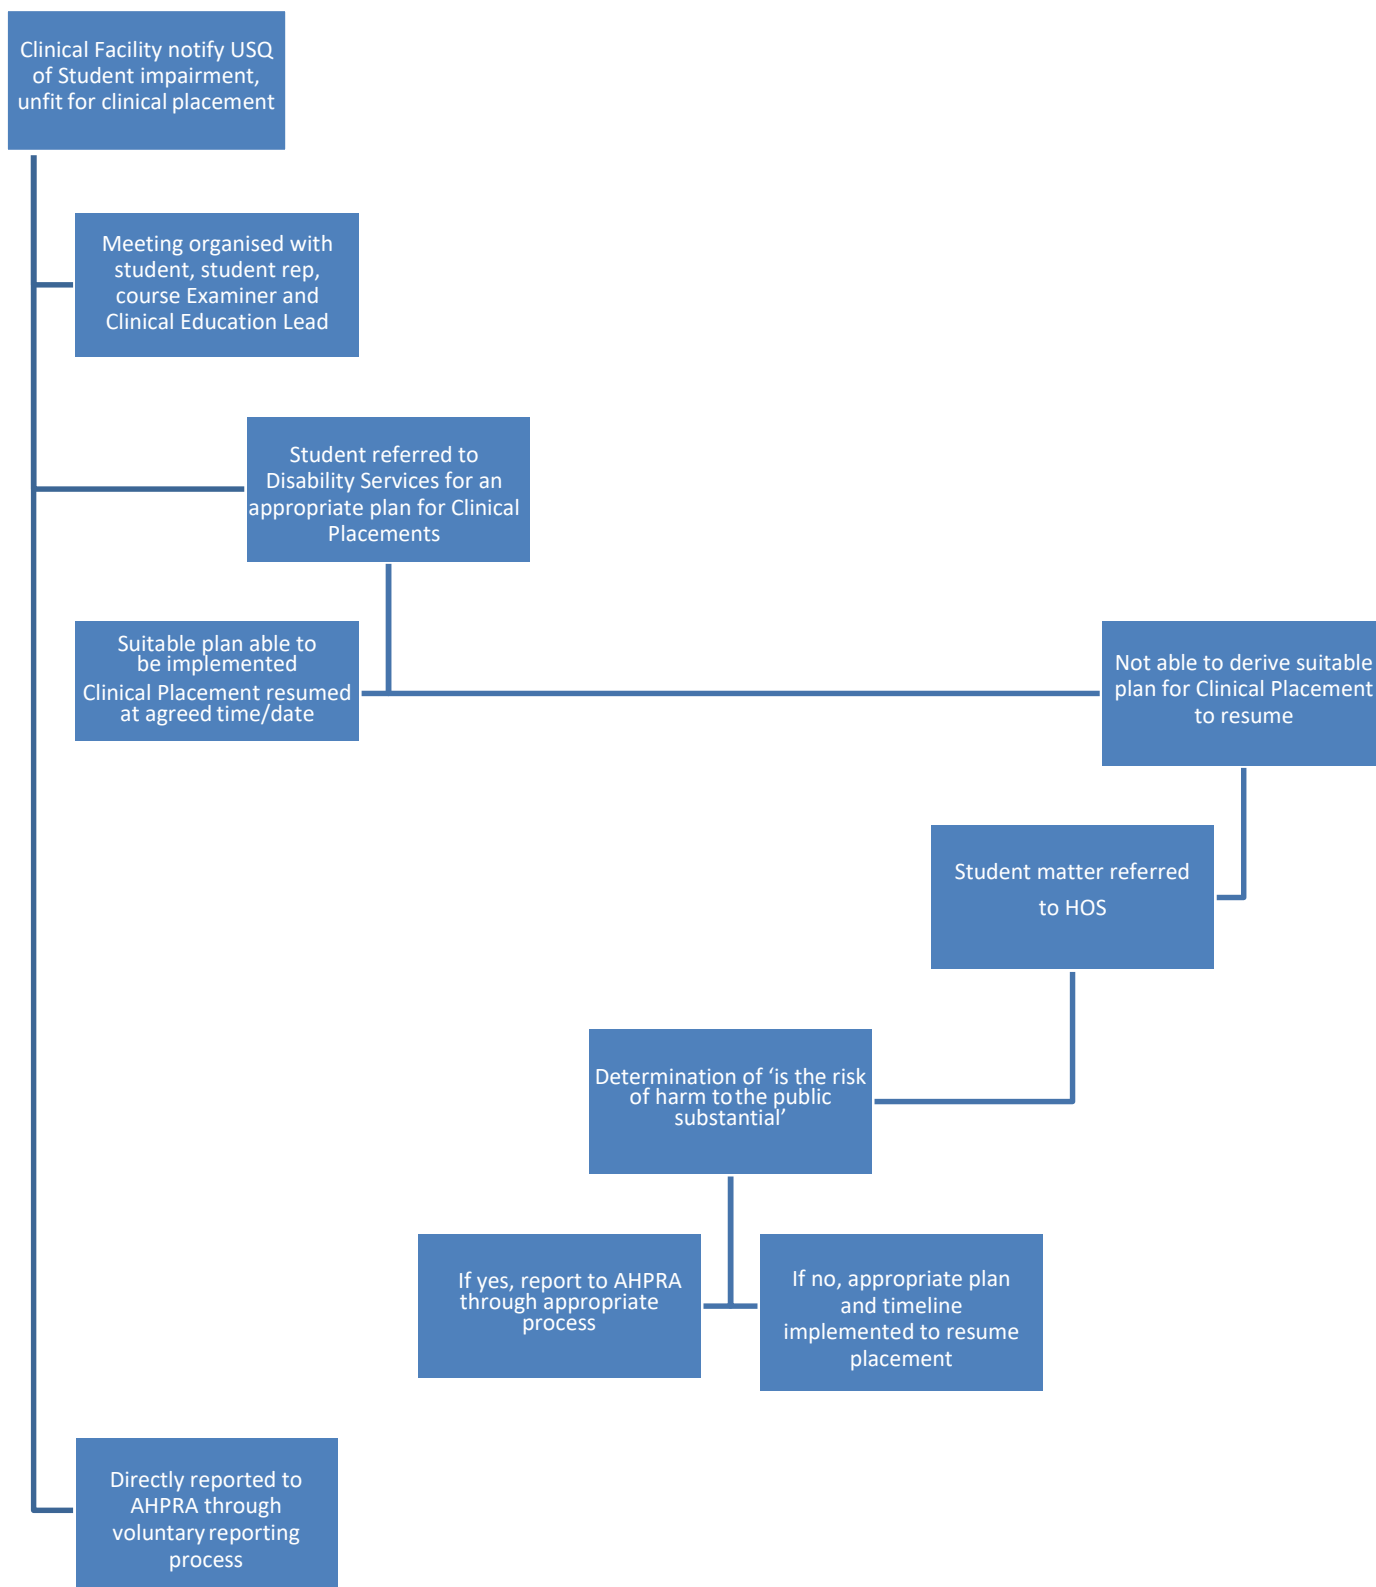 Clinical Facility notify USQ
of Student impairment,
unfit for clinical placement
Meeting organised with
student, student rep,
course Examiner and
Clinical Education Lead
Student referred to
Disability Services for an
appropriate plan for Clinical
Placements
Suitable plan able to
be implemented
Clinical Placement resumed
at agreed time/date
Not able to derive suitable
plan for Clinical Placement
to resume
Student matter referred
to HOS
Determination of ‘is the risk
of harm to the public
substantial’
If yes, report to AHPRA
through appropriate
process
If no, appropriate plan
and timeline
implemented to resume
placement
Directly reported to
AHPRA through
voluntary reporting
process